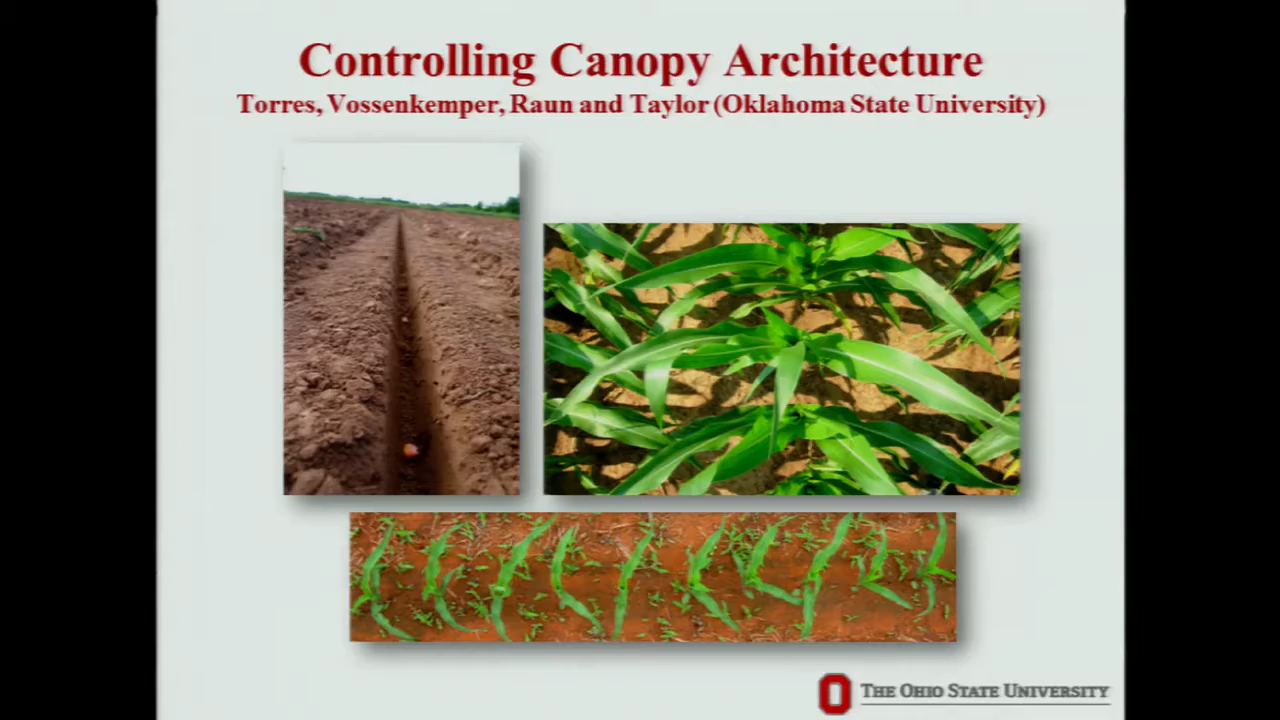 Controlling Canopy Architecture
Torres, Vossenkemper, Raun and Taylor (Oklahoma State University)
THE OHIO STATE UNIVERSITY